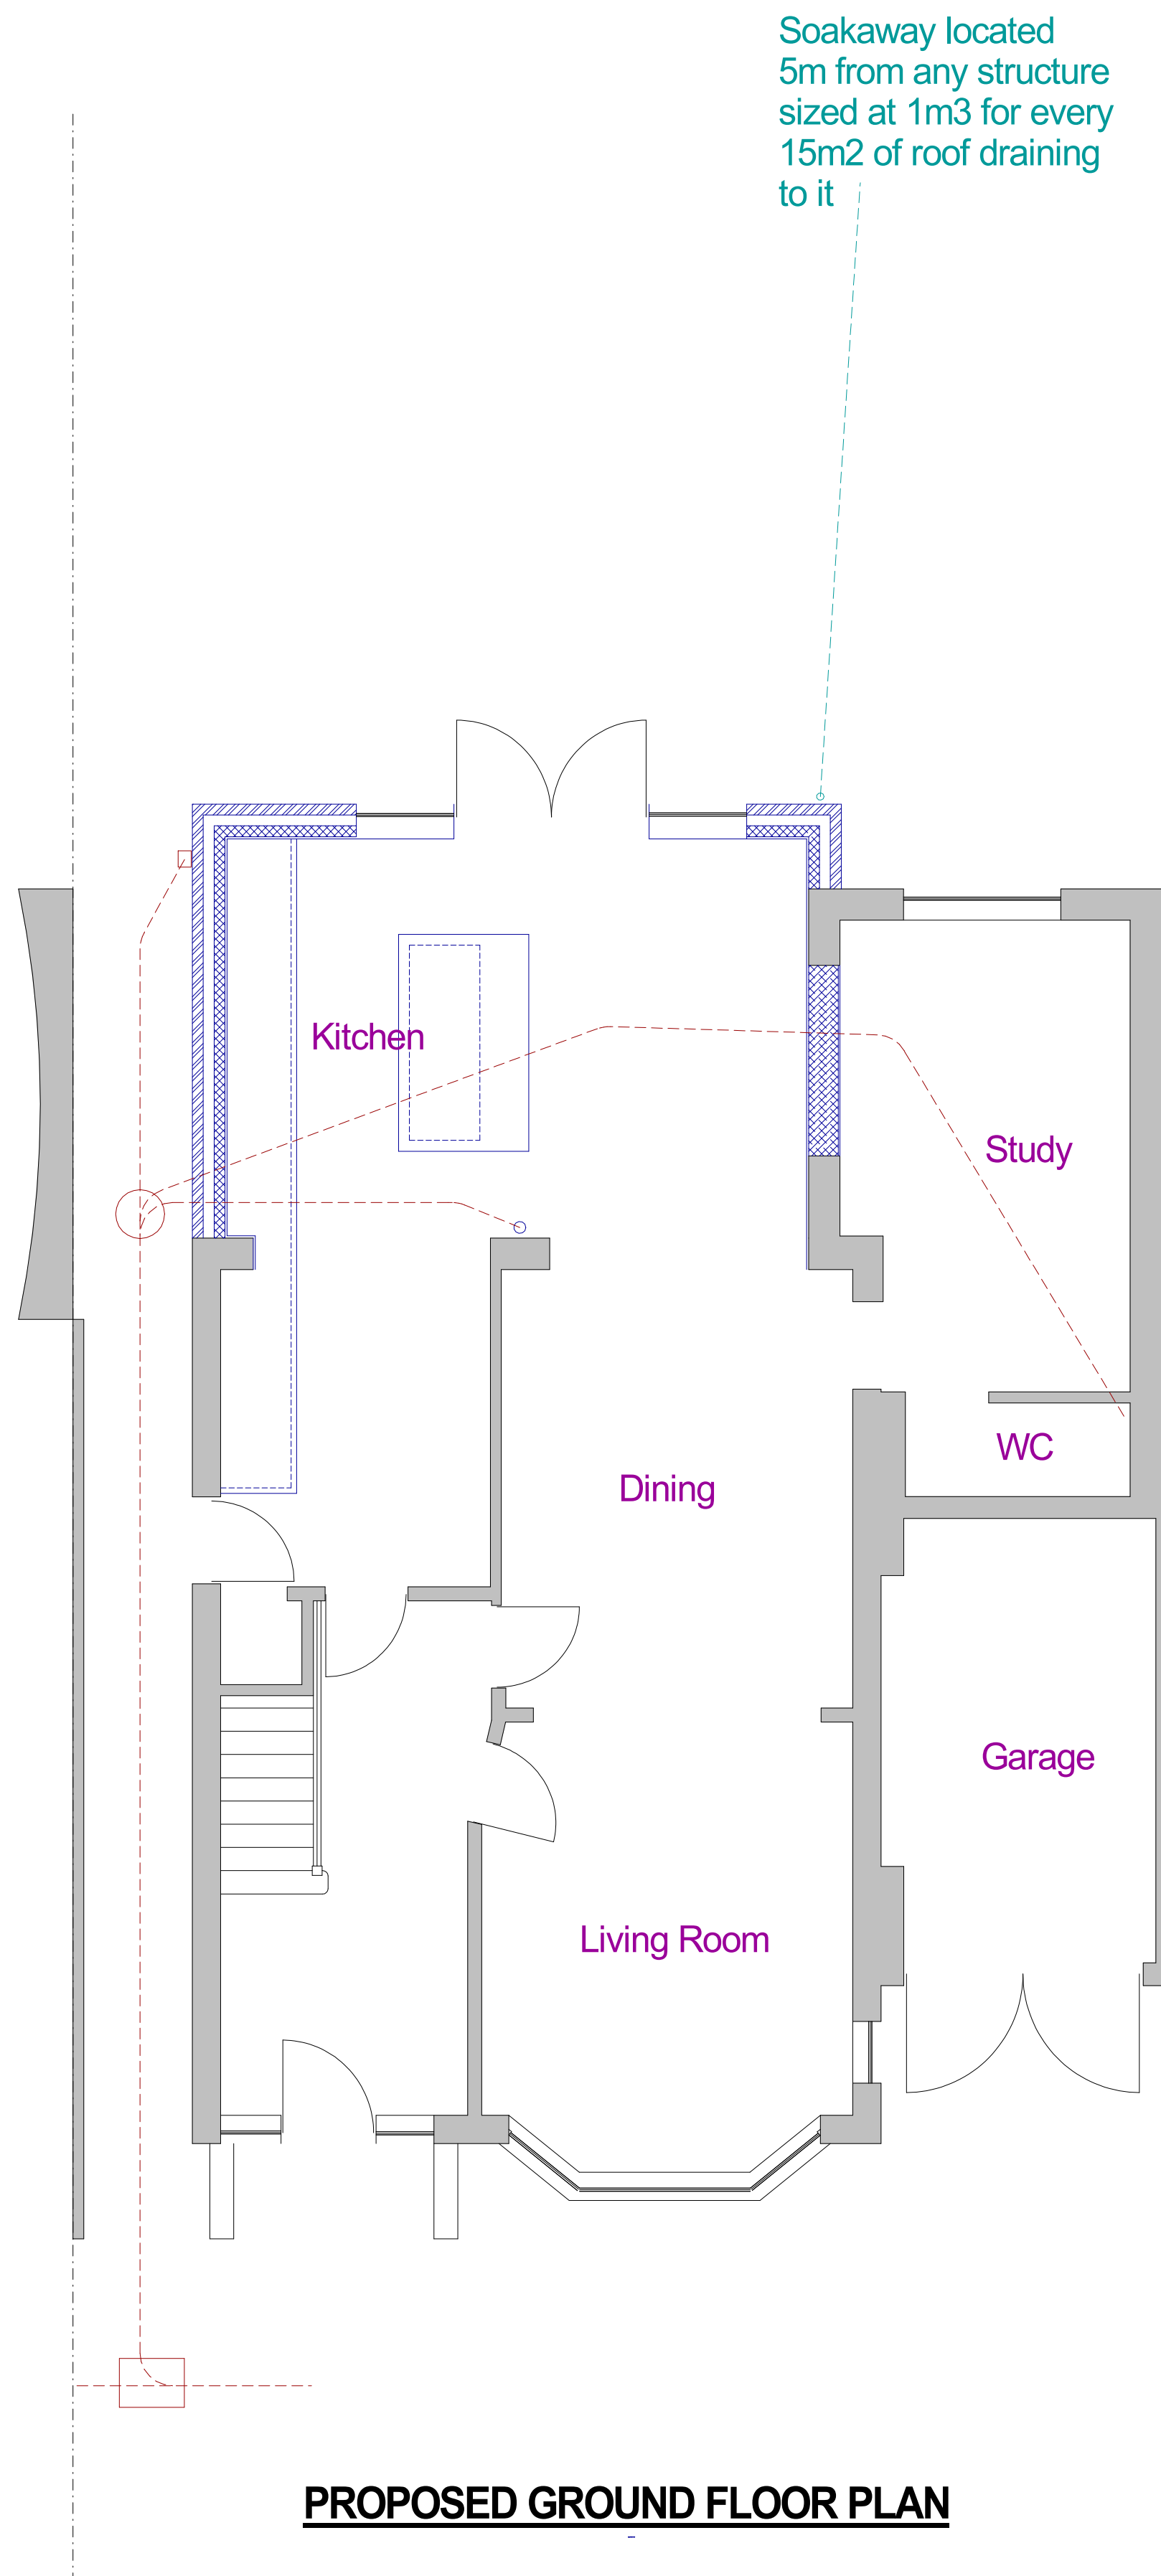 Soakaway located
5m from any structure
sized at 1m3 for every
15m2 of roof draining
to it
Kitchen
Study
WC
Dining
Garage
Living Room
PROPOSED GROUND FLOOR PLAN